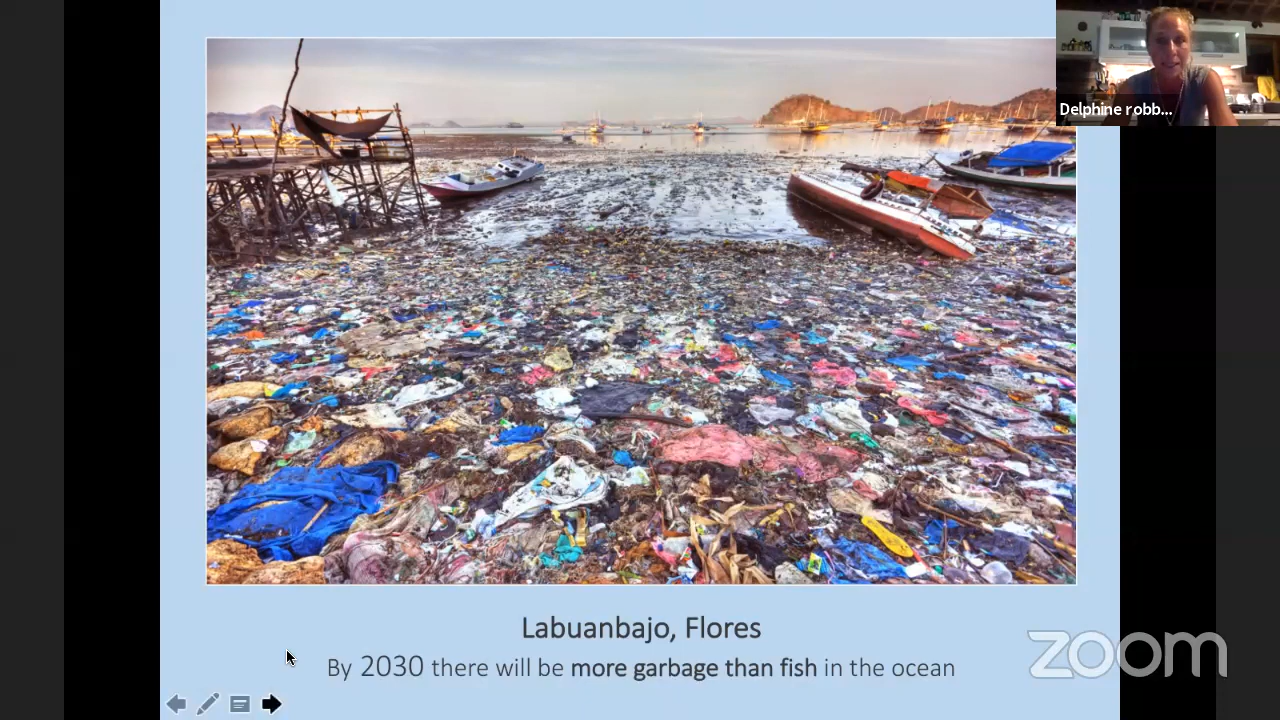 Delphine robb...
Labuanbajo, Flores
By 2030 there will be more garbage than fish in the ocean
zoom